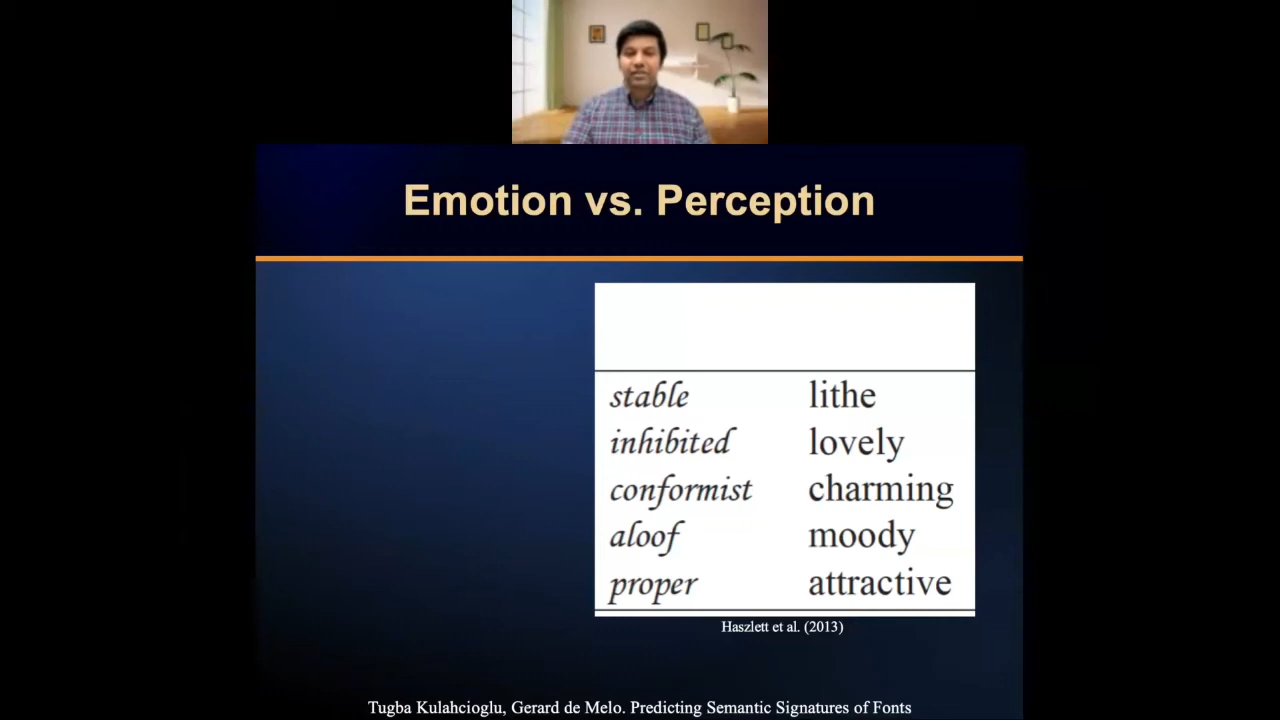 Emotion vs. Perception
stable lithe
inhibited lovely
conformist charming
aloof moody
proper attractive
Haszlett et al. (2013)
Tugba Kulahcioglu, Gerard de Melo. Predicting Semantic Signatures of Fonts